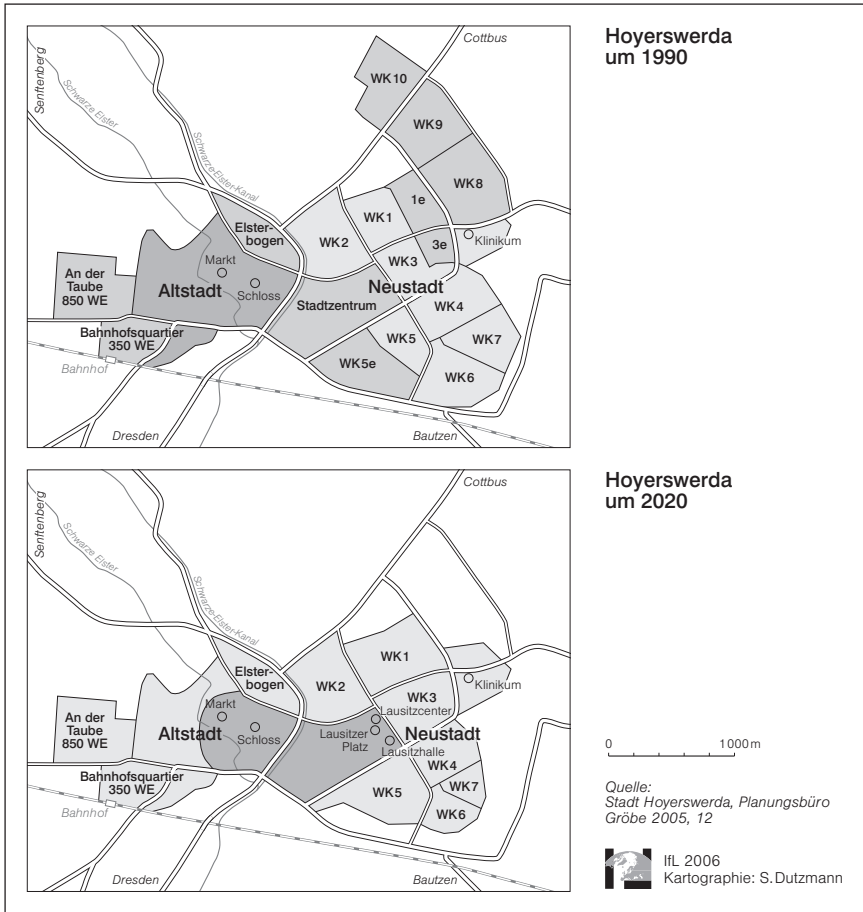 Hoyerswerda
um 1990
Cottbus
Senftenberg
Schwarze Elster
Schwarze-Elster-Kanal
WK10
WK9
WK8
1e
WK1
WK2
Elster-
bogen
3e
Klinikum
Markt
WK3
An der
Taube
850 WE
Altstadt
Schloss
Neustadt
Stadtzentrum
WK4
Bahnhofsquartier
350 WE
WK5
WK7
WK5e
WK6
Bahnhof
Dresden
Bautzen
Hoyerswerda
um 2020
Cottbus
Senftenberg
Schwarze Elster
Schwarze-Elster-Kanal
WK1
Elster-
bogen
WK2
Klinikum
WK3
Markt
Lausitzcenter
An der
Taube
850 WE
Altstadt
Schloss
Lausitzer
Platz
Neustadt
Lausitzhalle
WK4
Bahnhofsquartier
350 WE
WK5
WK7
WK6
Bahnhof
Dresden
Bautzen
0 1000 m
Quelle:
Stadt Hoyerswerda, Planungsbüro
Gröbe 2005, 12
IfL 2006
Kartographie: S. Dutzmann